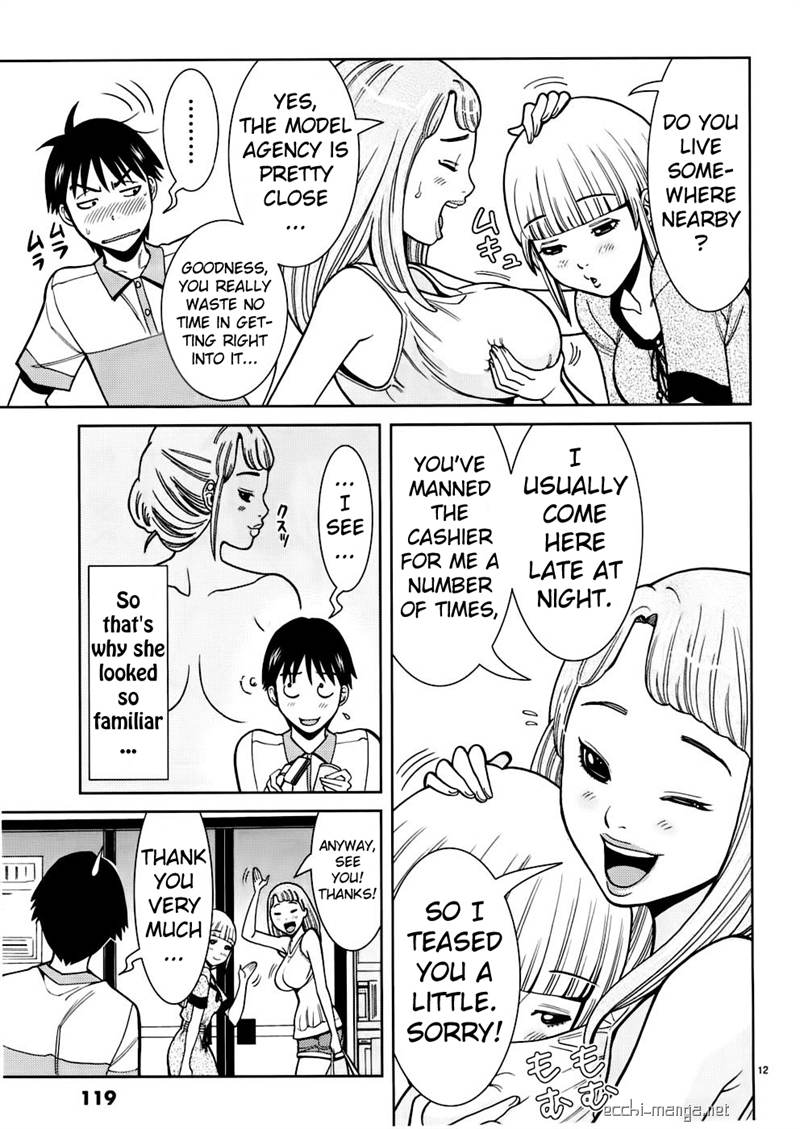 DO YOU
LIVE
SOME-
WHERE
NEARBY
?
ムキュ
YES,
THE MODEL
AGENCY IS
PRETTY
CLOSE
...
GOODNESS,
YOU REALLY
WASTE NO
TIME IN GET-
TING RIGHT
INTO IT...
.........
ムラ
ムラ
I
USUALLY
COME
HERE
LATE AT
NIGHT.
YOU'VE
MANNED
THE
CASHIER
FOR ME A
NUMBER
OF TIMES,
SO I
TEASED
YOU A
LITTLE.
SORRY!
もむ
もむ
クスッ
...
I
SEE
...
So
that's
why she
looked
so
familiar
...
ANYWAY,
SEE
YOU!
THANKS!
THANK
YOU
VERY
MUCH
...
12
119
ecchi-manga.net